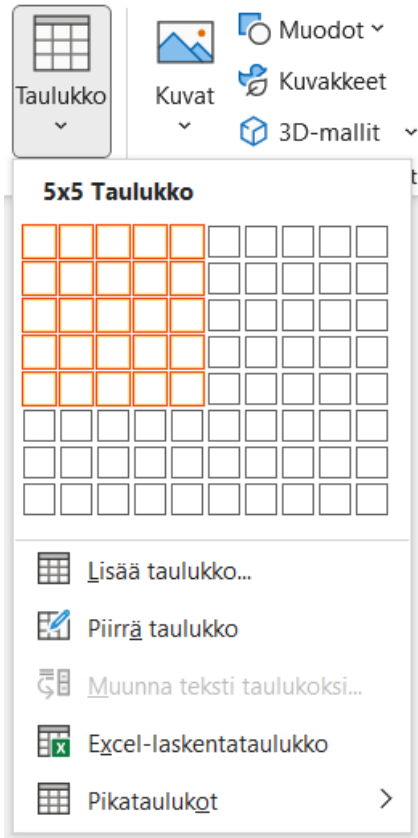 Taulukko
Kuvat
Muodot
Kuvakkeet
3D-mallit
t
5x5 Taulukko
Lisää taulukko...
Piirrä taulukko
Muunna teksti taulukoksi...
Excel-laskentataulukko
Pikataulukot